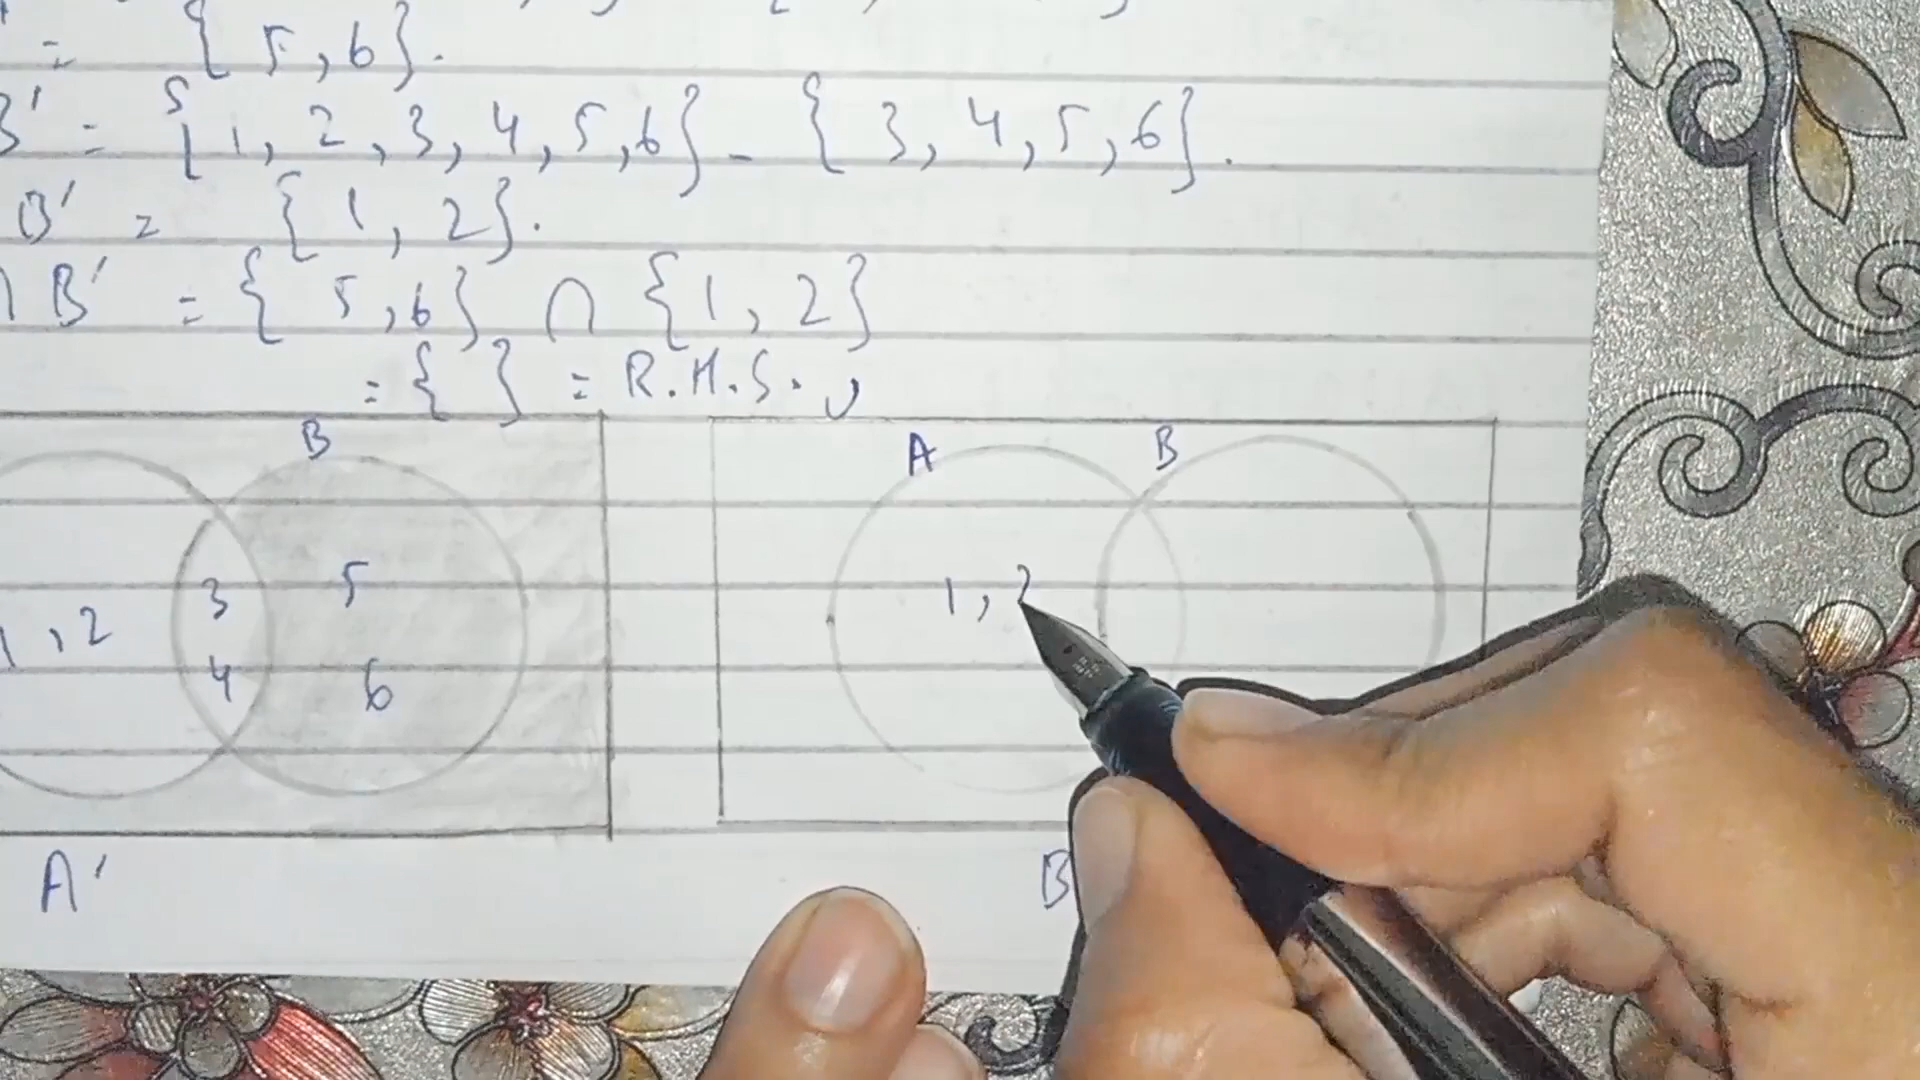 = { 5, 6}.
B' = {1, 2, 3, 4, 5, 6} - { 3, 4, 5, 6}.
B' = { 1, 2}.
∩ B' = { 5, 6} ∩ {1, 2}
= { } = R.H.S.
B
1, 2
3
4
5
6
A'
A B
1, 2
B